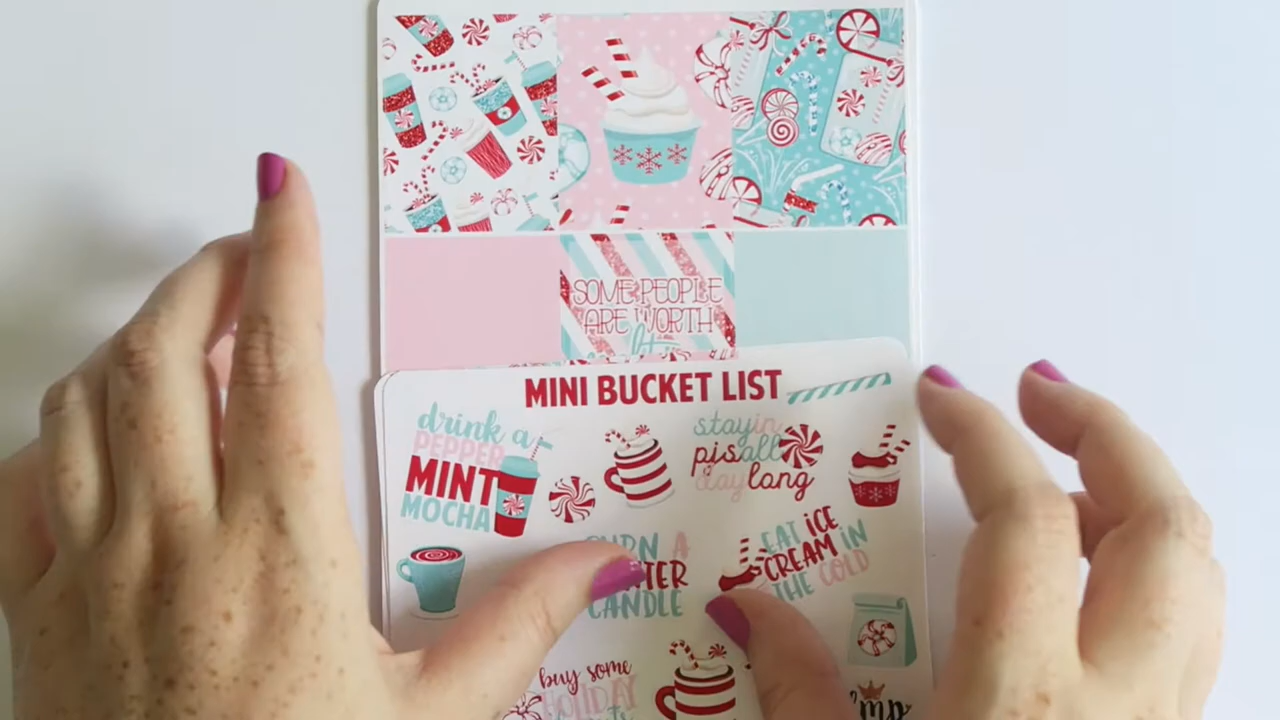 SOME PEOPLE
ARE WORTH
MINI BUCKET LIST
drink a
PEPPER
MINT
MOCHA
stay in
pjs all
day long
A
CANDLE
EAT ICE
CREAM IN
THE COLD
buy some
HOLIDAY